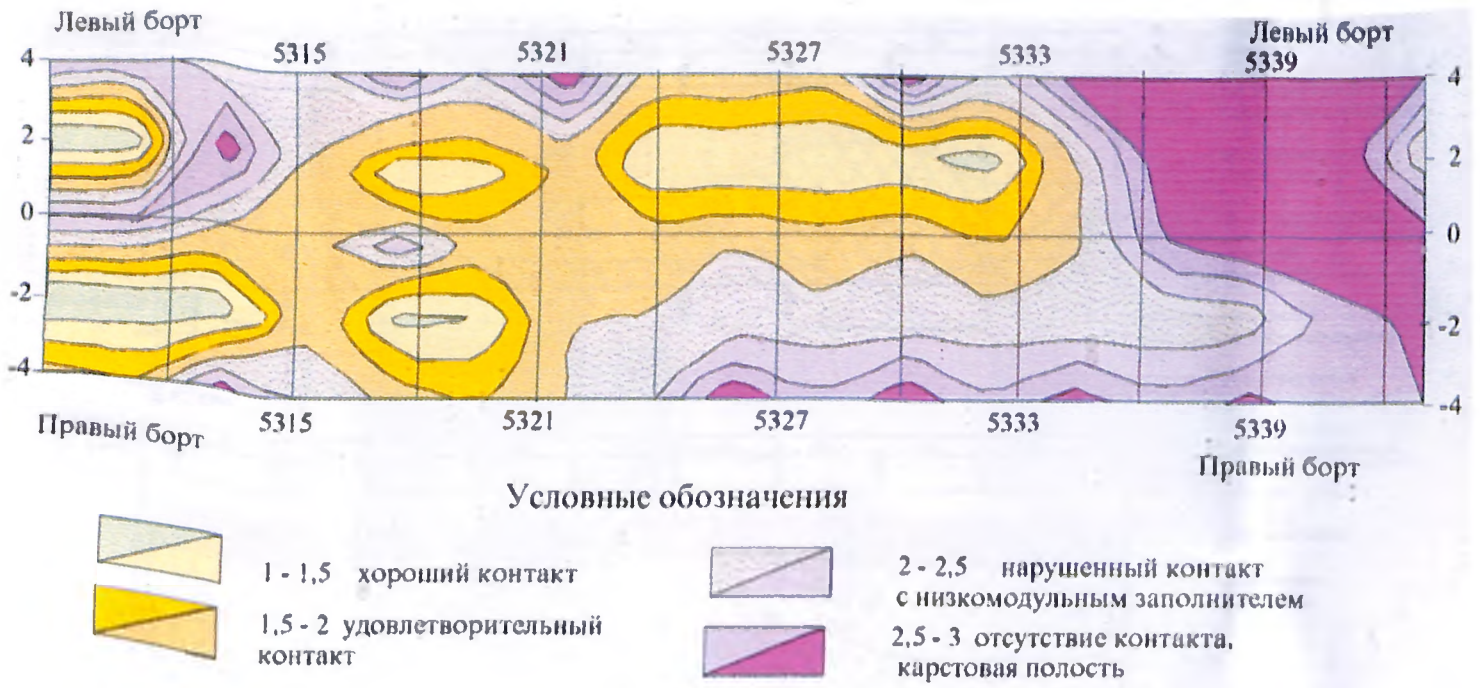 Левый борт
Левый борт
5315 5321 5327 5333 5339
4 4
2 2
0 0
-2 -2
-4 -4
Правый борт 5315 5321 5327 5333 5339
Правый борт
Условные обозначения
1 - 1,5 хороший контакт
1,5 - 2 удовлетворительный
контакт
2 - 2,5 нарушенный контакт
с низкомодульным заполнителем
2,5 - 3 отсутствие контакта,
карстовая полость